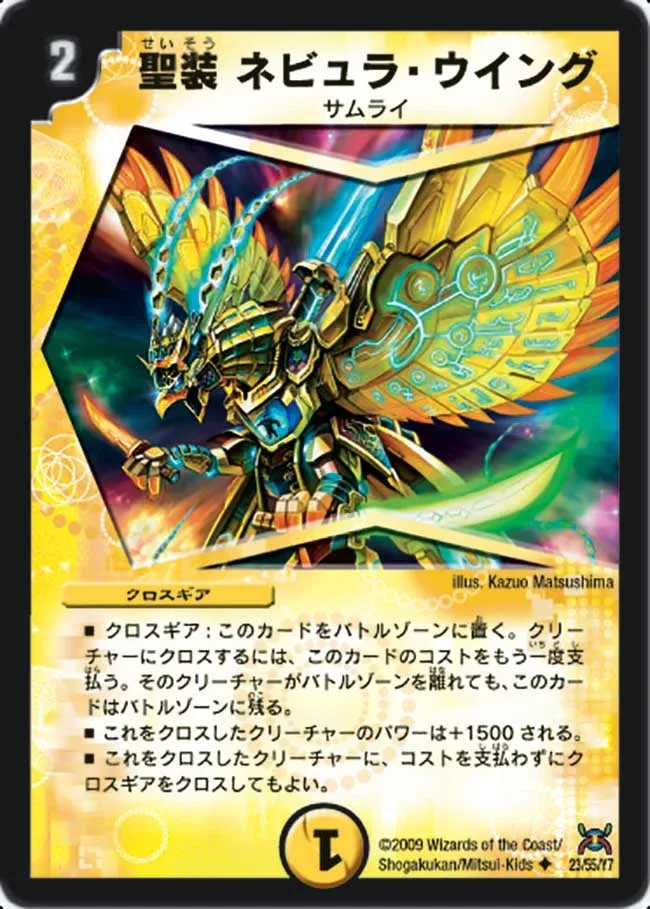 2
せいそう
聖装 ネビュラ・ウイング
サムライ
illus. Kazuo Matsushima
クロスギア
■ クロスギア：このカードをバトルゾーンに置く。クリー
チャーにクロスするには、このカードのコストをもう一度支
払う。そのクリーチャーがバトルゾーンを離れても、このカー
ドはバトルゾーンに残る。
■ これをクロスしたクリーチャーのパワーは＋1500 される。
■ これをクロスしたクリーチャーに、コストを支払わずにク
ロスギアをクロスしてもよい。
1
©2009 Wizards of the Coast/
Shogakukan/Mitsui-Kids ◆ 23/55/Y7